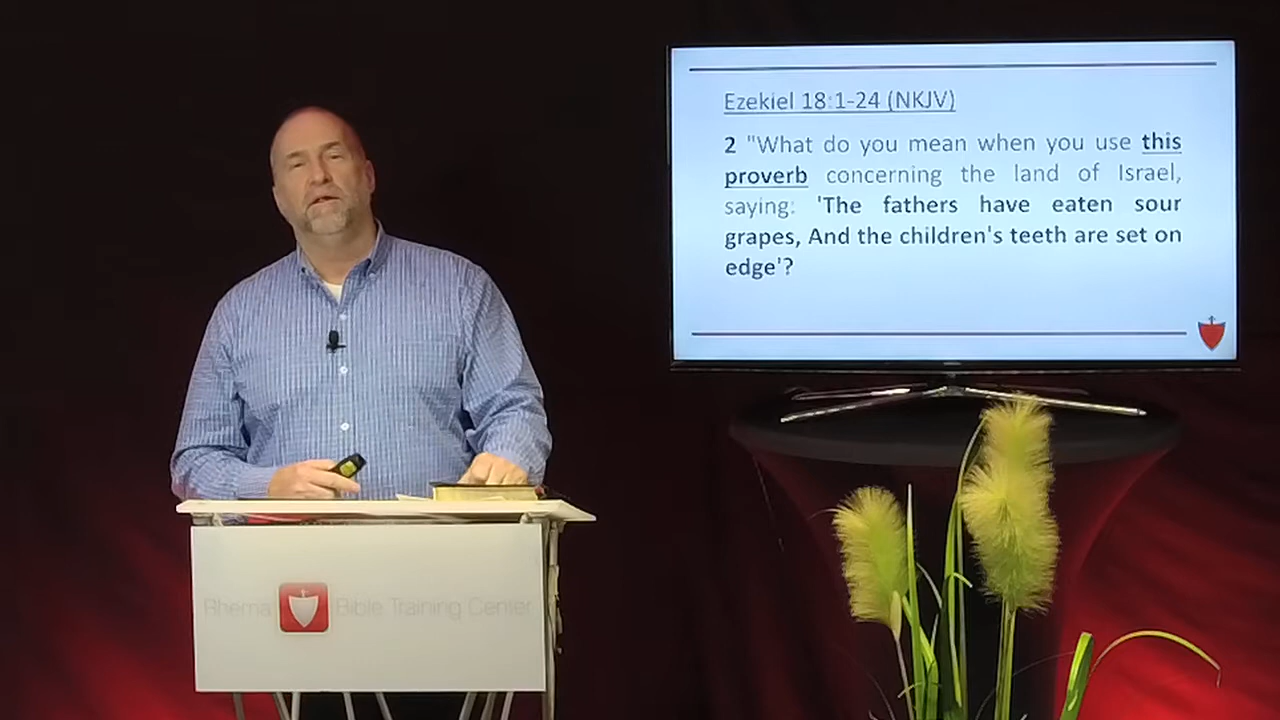 Ezekiel 18:1-24 (NKJV)
2 "What do you mean when you use this
proverb concerning the land of Israel,
saying: 'The fathers have eaten sour
grapes, And the children's teeth are set on
edge'?
Rhema Bible Training Center